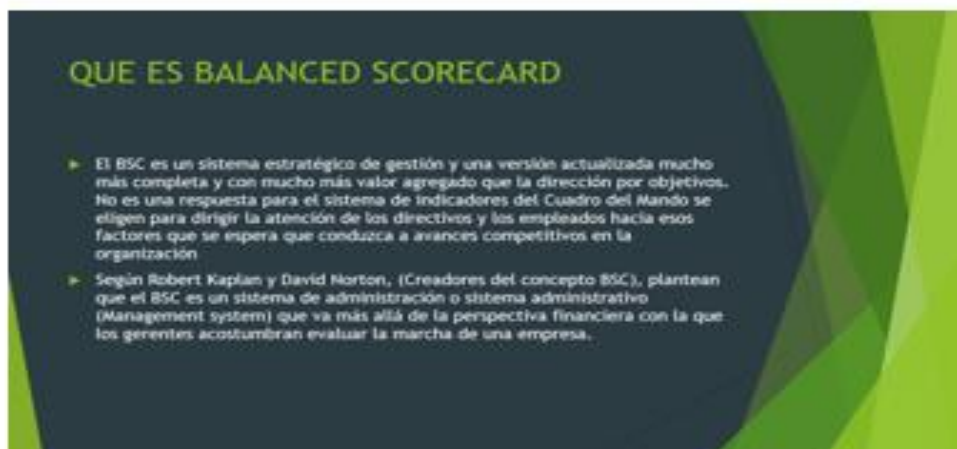 QUE ES BALANCED SCORECARD
El BSC es un sistema estratégico de gestión y una versión actualizada mucho
más completa y con mucho más valor agregado que la dirección por objetivos.
No es una respuesta para el sistema de indicadores del Cuadro del Mando se
eligen para dirigir la atención de los directivos y los empleados hacia esos
factores que se espera que conduzca a avances competitivos en la
organización
Según Robert Kaplan y David Norton, (Creadores del concepto BSC), plantean
que el BSC es un sistema de administración o sistema administrativo
(Management system) que va más allá de la perspectiva financiera con la que
los gerentes acostumbran evaluar la marcha de una empresa.